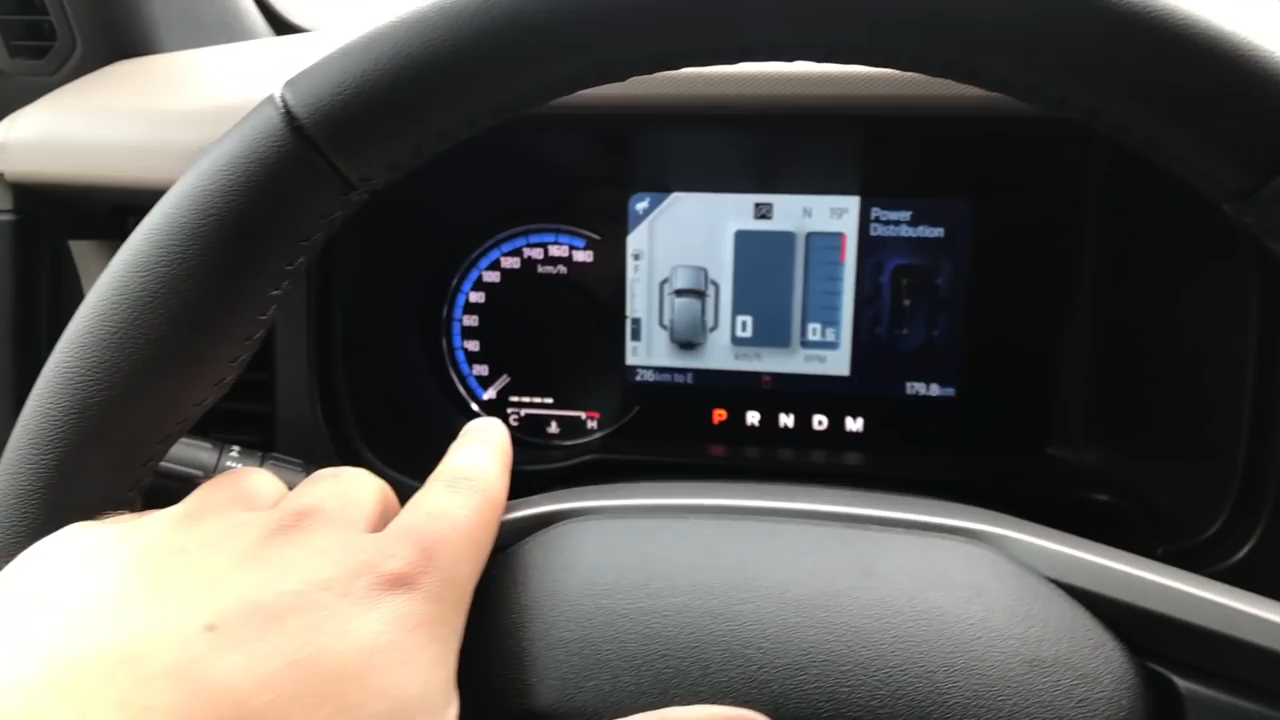 180
160
140
120
100
80
60
40
20
km/h
C H
N 19°
F
0
0.6
km/h
RPM
E
216km to E
Power
Distribution
179.8km
P R N D M